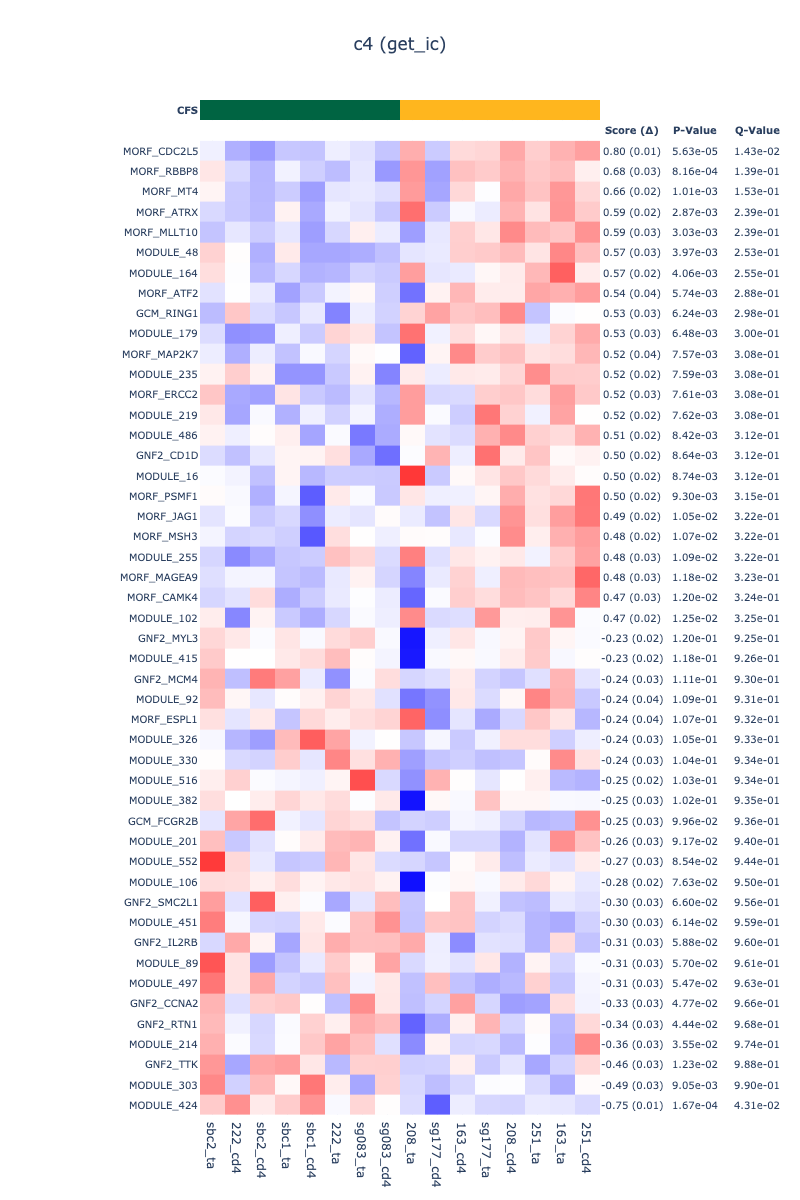 c4 (get_ic)
CFS
Score (Δ) P-Value Q-Value
MORF_CDC2L5 0.80 (0.01) 5.63e-05 1.43e-02
MORF_RBBP8 0.68 (0.03) 8.16e-04 1.39e-01
MORF_MT4 0.66 (0.02) 1.01e-03 1.53e-01
MORF_ATRX 0.59 (0.02) 2.87e-03 2.39e-01
MORF_MLLT10 0.59 (0.03) 3.03e-03 2.39e-01
MODULE_48 0.57 (0.03) 3.97e-03 2.53e-01
MODULE_164 0.57 (0.02) 4.06e-03 2.55e-01
MORF_ATF2 0.54 (0.04) 5.74e-03 2.88e-01
GCM_RING1 0.53 (0.03) 6.24e-03 2.98e-01
MODULE_179 0.53 (0.03) 6.48e-03 3.00e-01
MORF_MAP2K7 0.52 (0.04) 7.57e-03 3.08e-01
MODULE_235 0.52 (0.02) 7.59e-03 3.08e-01
MORF_ERCC2 0.52 (0.03) 7.61e-03 3.08e-01
MODULE_219 0.52 (0.02) 7.62e-03 3.08e-01
MODULE_486 0.51 (0.02) 8.42e-03 3.12e-01
GNF2_CD1D 0.50 (0.02) 8.64e-03 3.12e-01
MODULE_16 0.50 (0.02) 8.74e-03 3.12e-01
MORF_PSMF1 0.50 (0.02) 9.30e-03 3.15e-01
MORF_JAG1 0.49 (0.02) 1.05e-02 3.22e-01
MORF_MSH3 0.48 (0.02) 1.07e-02 3.22e-01
MODULE_255 0.48 (0.03) 1.09e-02 3.22e-01
MORF_MAGEA9 0.48 (0.03) 1.18e-02 3.23e-01
MORF_CAMK4 0.47 (0.03) 1.20e-02 3.24e-01
MODULE_102 0.47 (0.02) 1.25e-02 3.25e-01
GNF2_MYL3 -0.23 (0.02) 1.20e-01 9.25e-01
MODULE_415 -0.23 (0.02) 1.18e-01 9.26e-01
GNF2_MCM4 -0.24 (0.03) 1.11e-01 9.30e-01
MODULE_92 -0.24 (0.04) 1.09e-01 9.31e-01
MORF_ESPL1 -0.24 (0.04) 1.07e-01 9.32e-01
MODULE_326 -0.24 (0.03) 1.05e-01 9.33e-01
MODULE_330 -0.24 (0.03) 1.04e-01 9.34e-01
MODULE_516 -0.25 (0.02) 1.03e-01 9.34e-01
MODULE_382 -0.25 (0.03) 1.02e-01 9.35e-01
GCM_FCGR2B -0.25 (0.03) 9.96e-02 9.36e-01
MODULE_201 -0.26 (0.03) 9.17e-02 9.40e-01
MODULE_552 -0.27 (0.03) 8.54e-02 9.44e-01
MODULE_106 -0.28 (0.02) 7.63e-02 9.50e-01
GNF2_SMC2L1 -0.30 (0.03) 6.60e-02 9.56e-01
MODULE_451 -0.30 (0.03) 6.14e-02 9.59e-01
GNF2_IL2RB -0.31 (0.03) 5.88e-02 9.60e-01
MODULE_89 -0.31 (0.03) 5.70e-02 9.61e-01
MODULE_497 -0.31 (0.03) 5.47e-02 9.63e-01
GNF2_CCNA2 -0.33 (0.03) 4.77e-02 9.66e-01
GNF2_RTN1 -0.34 (0.03) 4.44e-02 9.68e-01
MODULE_214 -0.36 (0.03) 3.55e-02 9.74e-01
GNF2_TTK -0.46 (0.03) 1.23e-02 9.88e-01
MODULE_303 -0.49 (0.03) 9.05e-03 9.90e-01
MODULE_424 -0.75 (0.01) 1.67e-04 4.31e-02
sbc2_ta
222_cd4
sbc2_cd4
sbc1_ta
sbc1_cd4
222_ta
sg083_ta
sg083_cd4
208_ta
sg177_cd4
163_cd4
sg177_ta
208_cd4
251_ta
163_ta
251_cd4